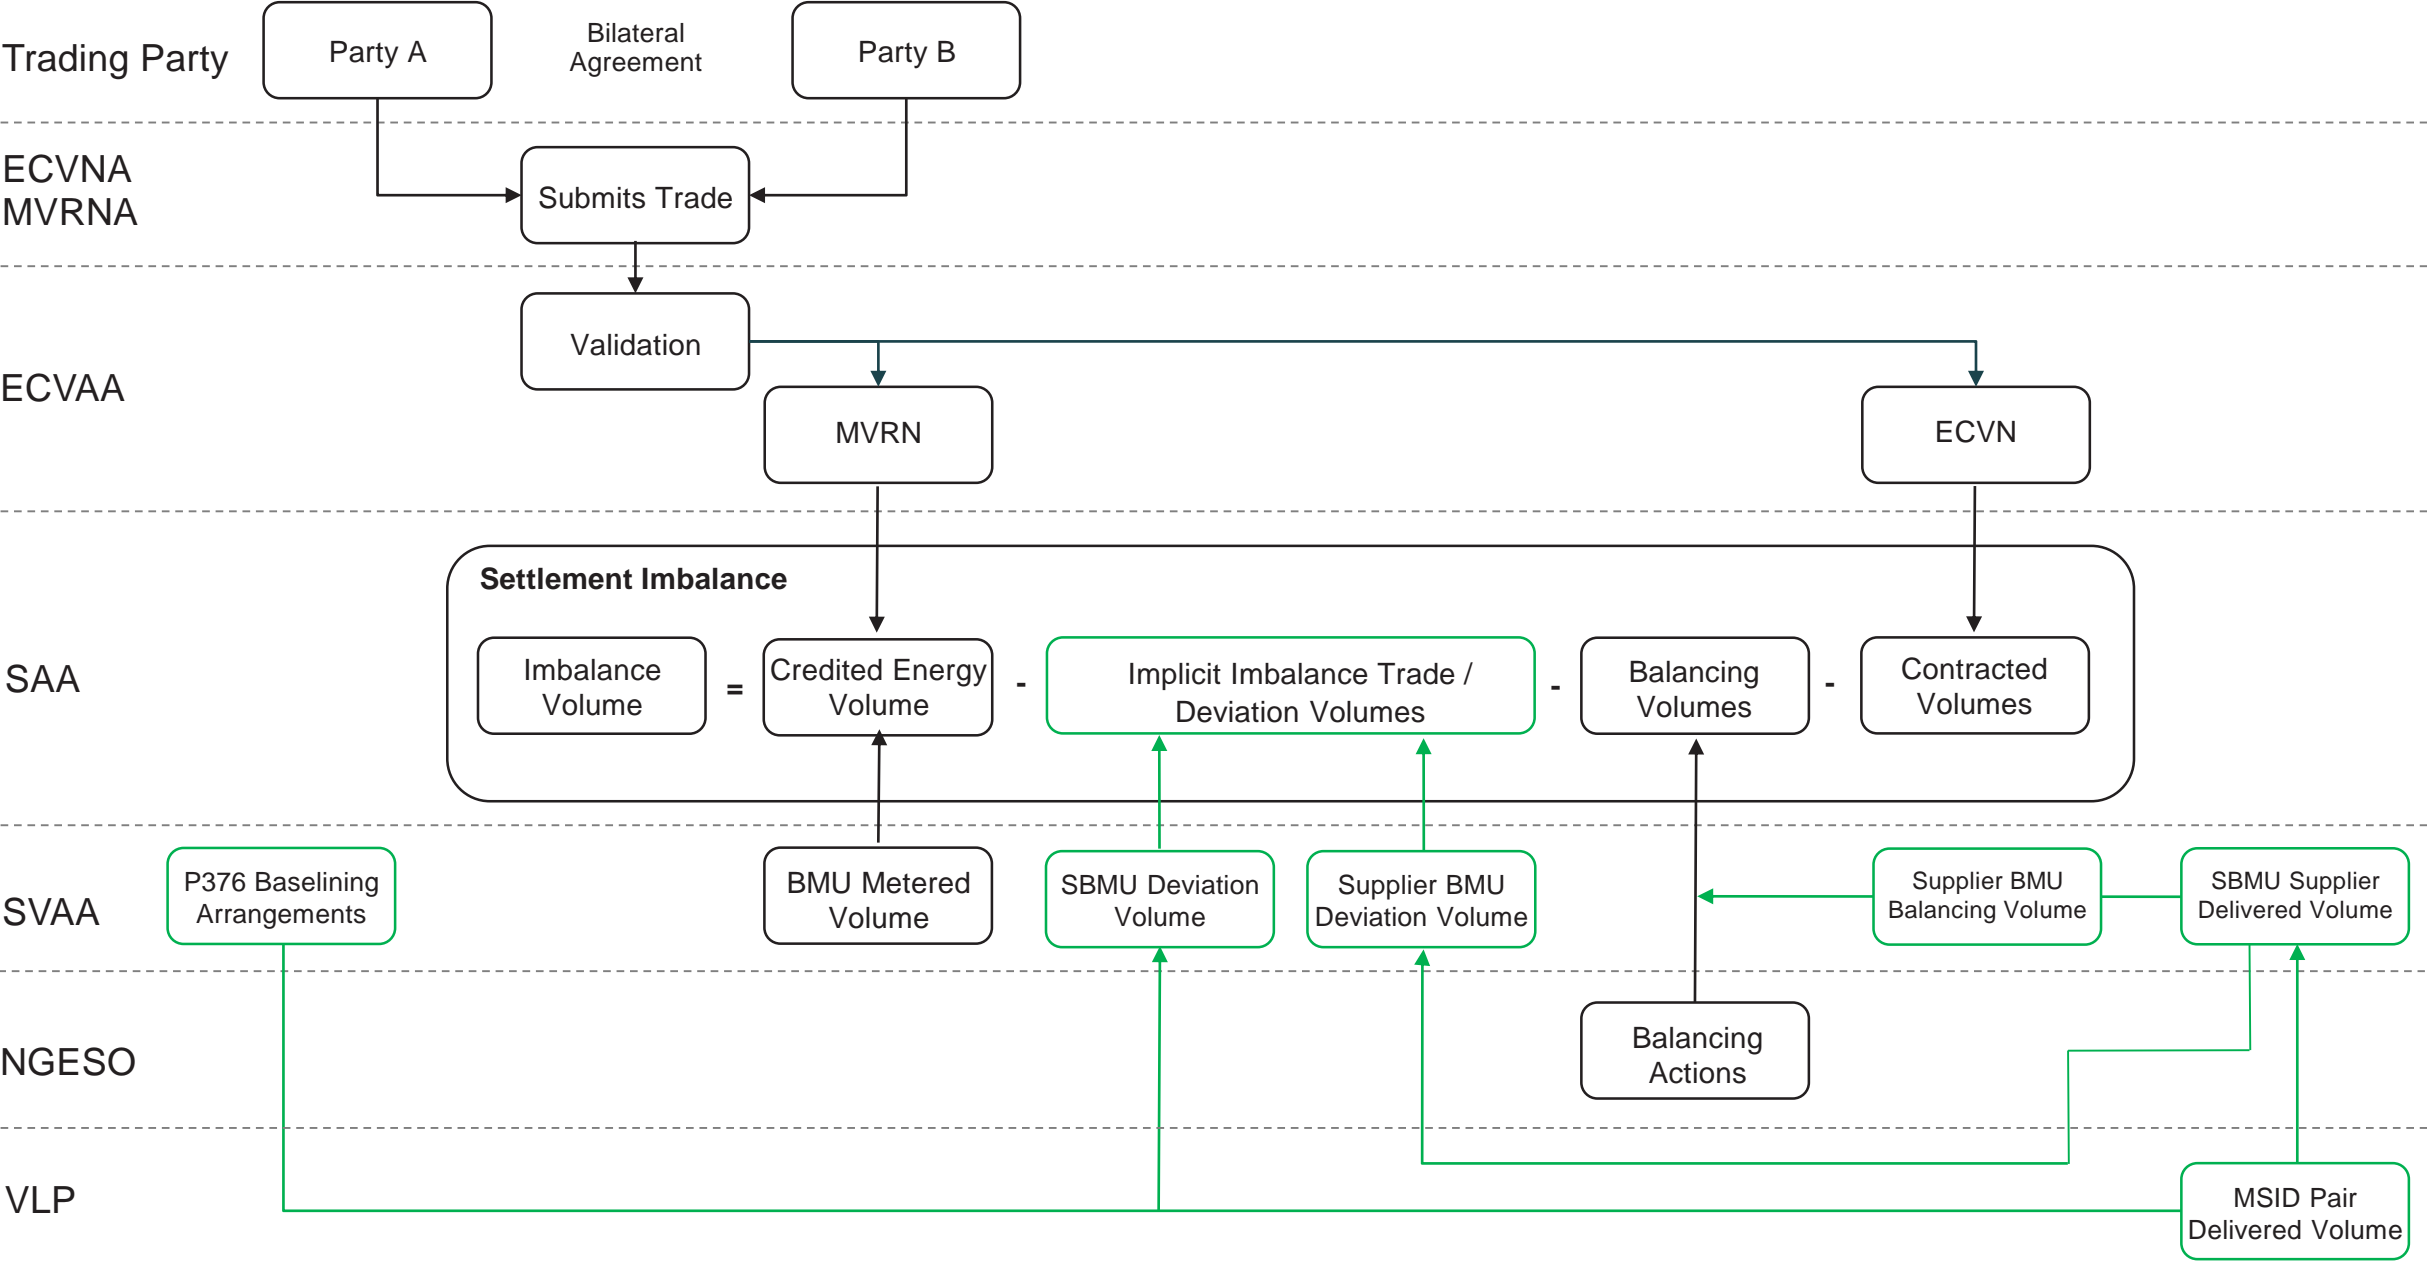 Trading Party
Party A
Bilateral
Agreement
Party B
ECVNA
MVRNA
Submits Trade
ECVAA
Validation
MVRN
ECVN
SAA
Settlement Imbalance
Imbalance
Volume
=
Credited Energy
Volume
-
Implicit Imbalance Trade /
Deviation Volumes
-
Balancing
Volumes
-
Contracted
Volumes
SVAA
P376 Baselining
Arrangements
BMU Metered
Volume
SBMU Deviation
Volume
Supplier BMU
Deviation Volume
Supplier BMU
Balancing Volume
SBMU Supplier
Delivered Volume
NGESO
Balancing
Actions
VLP
MSID Pair
Delivered Volume